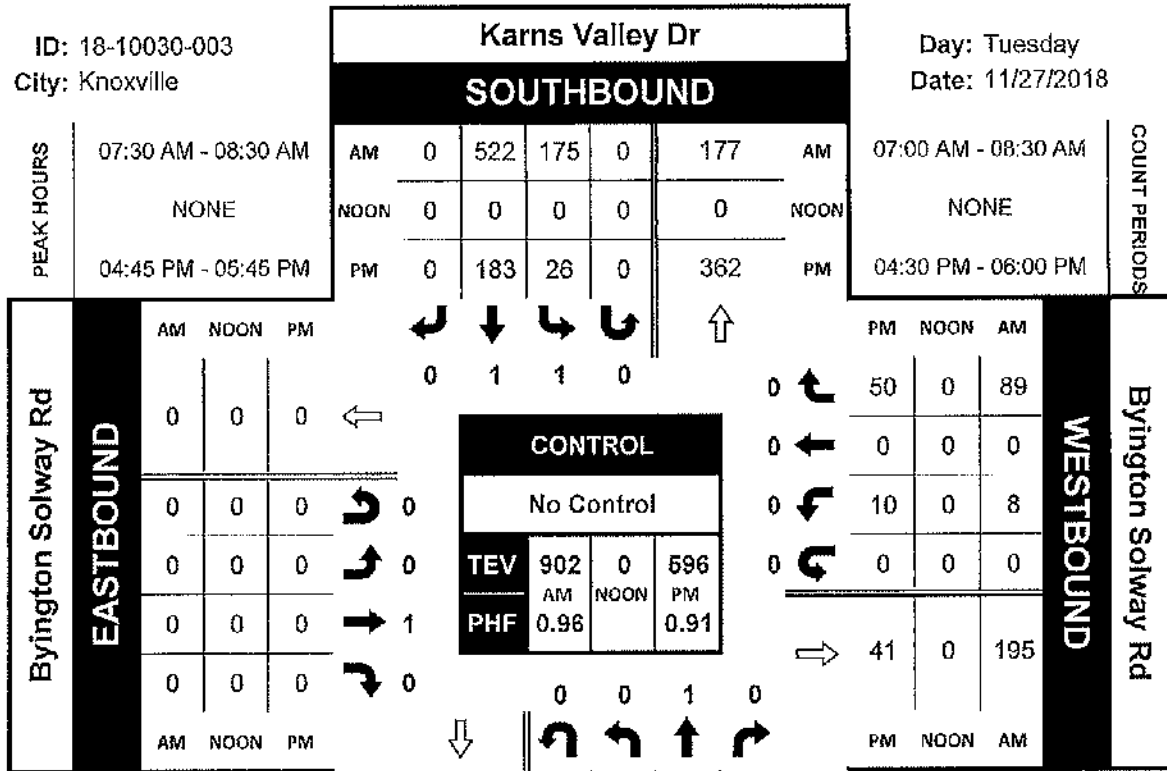 ID: 18-10030-003
City: Knoxville
Karns Valley Dr
SOUTHBOUND
Day: Tuesday
Date: 11/27/2018
PEAK HOURS
07:30 AM - 08:30 AM
NONE
04:45 PM - 05:45 PM
AM 0 522 175 0 177 AM
NOON 0 0 0 0 0 NOON
PM 0 183 26 0 362 PM
07:00 AM - 08:30 AM
NONE
04:30 PM - 06:00 PM
COUNT PERIODS
0 1 1 0
Byington Solway Rd
EASTBOUND
AM NOON PM
0 0 0
0 0 0 0
0 0 0 0
0 0 0 1
0 0 0 0
AM NOON PM
CONTROL
No Control
TEV 902 0 596
AM NOON PM
PHF 0.96 0.91
PM NOON AM
0 50 0 89
0 0 0 0
0 10 0 8
0 0 0 0
41 0 195
PM NOON AM
WESTBOUND
Byington Solway Rd
0 0 1 0